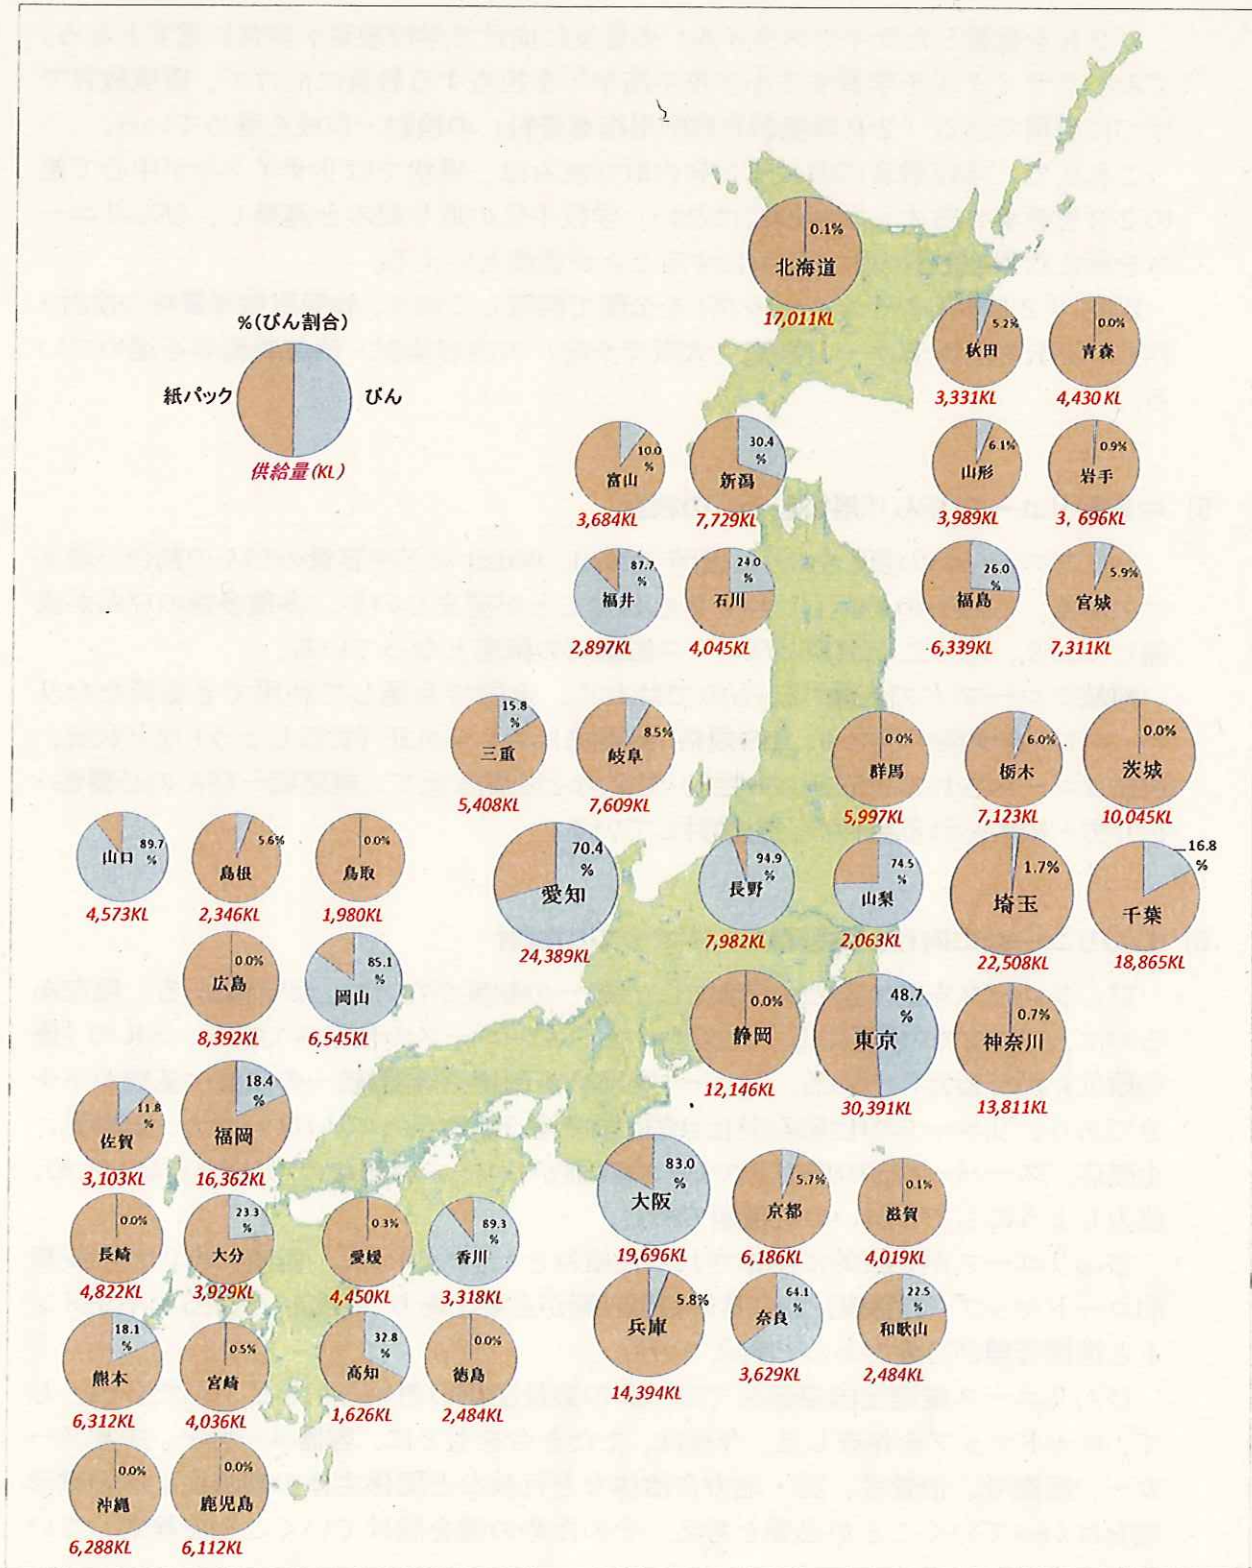 %(びん割合)
紙パック
びん
供給量(KL)
0.1%
北海道
17,011KL
5.2%
秋田
3,331KL
0.0%
青森
4,430KL
10.0
%
富山
3,684KL
30.4
%
新潟
7,729KL
6.1%
山形
3,989KL
0.9%
岩手
3,696KL
87.7
%
福井
2,897KL
24.0
%
石川
4,045KL
26.0
%
福島
6,339KL
5.9%
宮城
7,311KL
15.8
%
三重
5,408KL
8.5%
岐阜
7,609KL
0.0%
群馬
5,997KL
6.0%
栃木
7,123KL
0.0%
茨城
10,045KL
89.7
%
山口
4,573KL
5.6%
島根
2,346KL
0.0%
鳥取
1,980KL
70.4
%
愛知
24,389KL
94.9
%
長野
7,982KL
74.5
%
山梨
2,063KL
1.7%
埼玉
22,508KL
16.8
%
千葉
18,865KL
0.0%
広島
8,392KL
85.1
%
岡山
6,545KL
0.0%
静岡
12,146KL
48.7
%
東京
30,391KL
0.7%
神奈川
13,811KL
11.8
%
佐賀
3,103KL
18.4
%
福岡
16,362KL
83.0
%
大阪
19,696KL
5.7%
京都
6,186KL
0.1%
滋賀
4,019KL
0.0%
長崎
4,822KL
23.3
%
大分
3,929KL
0.3%
愛媛
4,450KL
89.3
%
香川
3,318KL
5.8%
兵庫
14,394KL
64.1
%
奈良
3,629KL
22.5
%
和歌山
2,484KL
18.1
%
熊本
6,312KL
0.5%
宮崎
4,036KL
32.8
%
高知
1,626KL
0.0%
徳島
2,484KL
0.0%
沖縄
6,288KL
0.0%
鹿児島
6,112KL